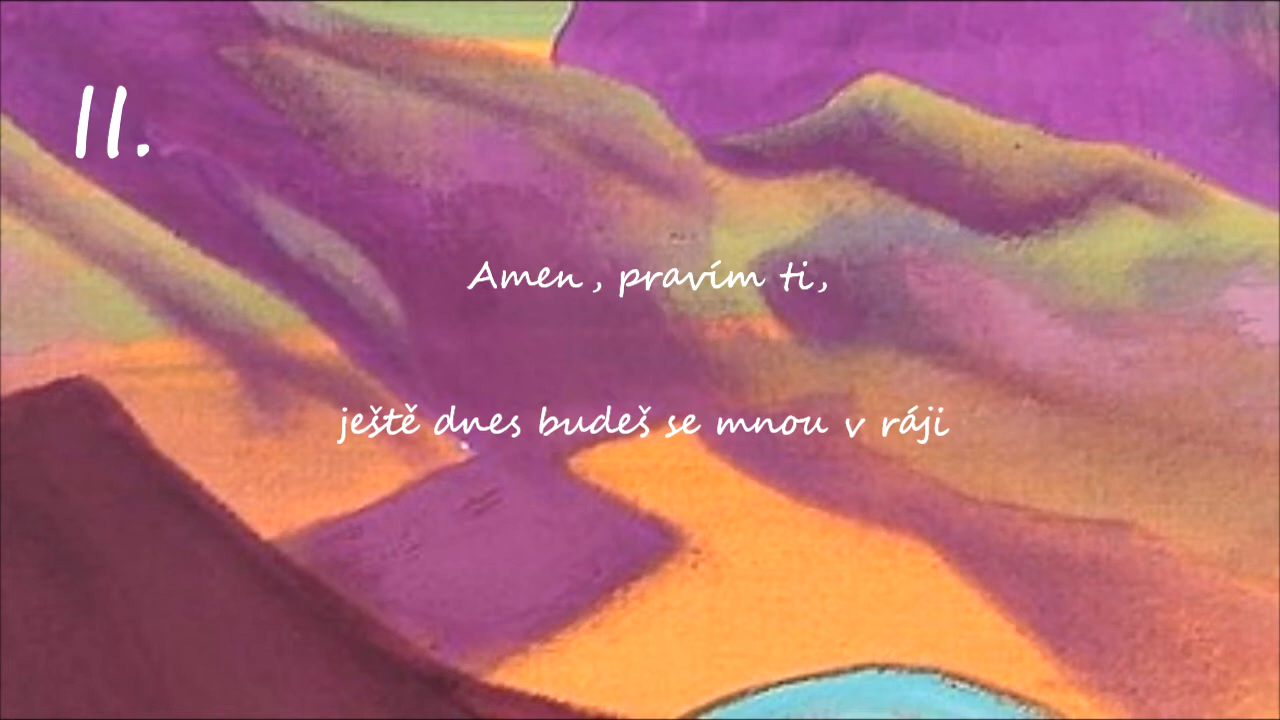 II.
Amen, pravím ti,
ještě dnes budeš se mnou v ráji